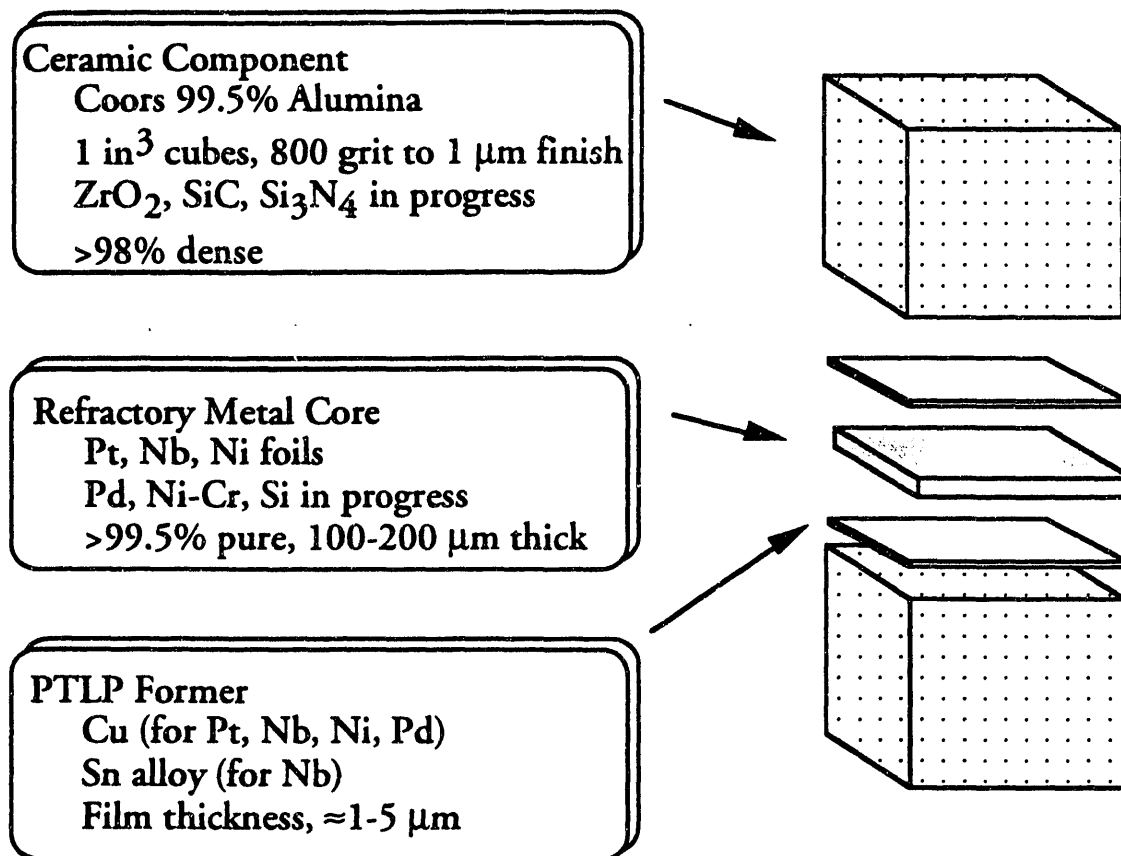 Ceramic Component
Coors 99.5% Alumina
1 in³ cubes, 800 grit to 1 µm finish
ZrO₂, SiC, Si₃N₄ in progress
>98% dense
Refractory Metal Core
Pt, Nb, Ni foils
Pd, Ni-Cr, Si in progress
>99.5% pure, 100-200 µm thick
PTLP Former
Cu (for Pt, Nb, Ni, Pd)
Sn alloy (for Nb)
Film thickness, ≈1-5 µm